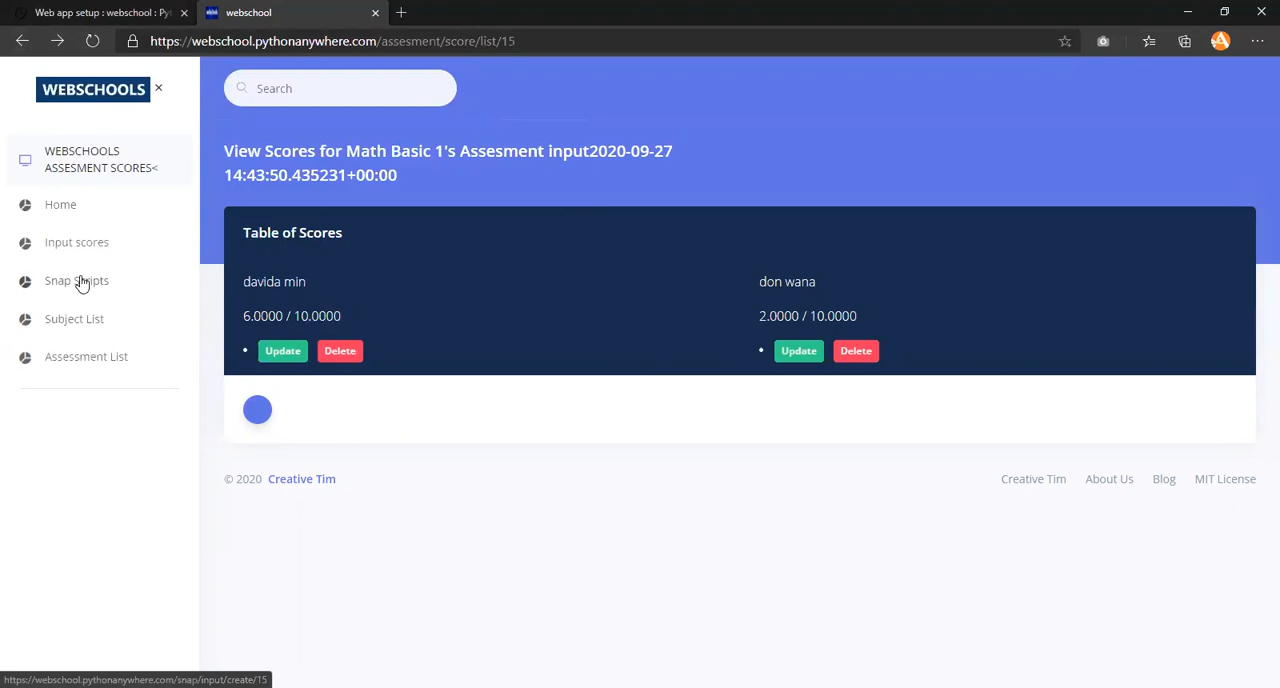 Web app setup : webschool : Py
webschool
https://webschool.pythonanywhere.com/assesment/score/list/15
WEBSCHOOLS
WEBSCHOOLS
ASSESMENT SCORES<
Home
Input scores
Snap Scripts
Subject List
Assessment List
Search
View Scores for Math Basic 1's Assesment input2020-09-27
14:43:50.435231+00:00
Table of Scores
davida min
don wana
6.0000 / 10.0000
2.0000 / 10.0000
Update Delete
Update Delete
© 2020 Creative Tim
Creative Tim About Us Blog MIT License
https://webschool.pythonanywhere.com/snap/input/create/15